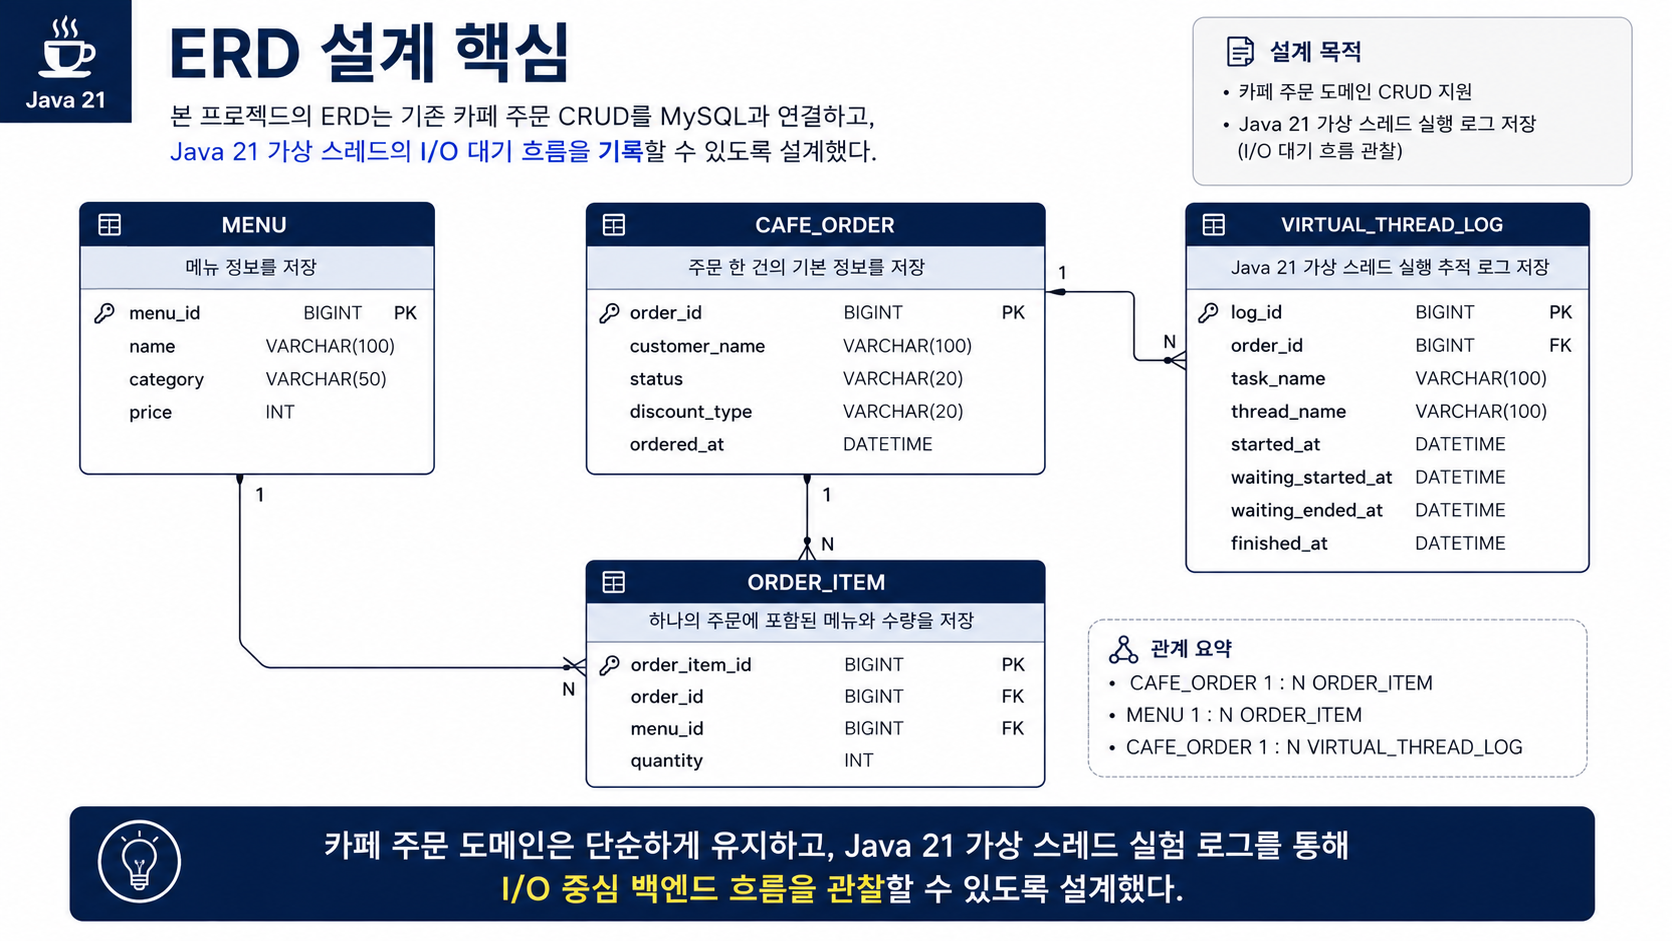 Java 21
ERD 설계 핵심
본 프로젝트의 ERD는 기존 카페 주문 CRUD를 MySQL과 연결하고,
Java 21 가상 스레드의 I/O 대기 흐름을 기록할 수 있도록 설계했다.
설계 목적
• 카페 주문 도메인 CRUD 지원
• Java 21 가상 스레드 실행 로그 저장
(I/O 대기 흐름 관찰)
MENU
메뉴 정보를 저장
menu_id BIGINT PK
name VARCHAR(100)
category VARCHAR(50)
price INT
1
N
CAFE_ORDER
주문 한 건의 기본 정보를 저장
order_id BIGINT PK
customer_name VARCHAR(100)
status VARCHAR(20)
discount_type VARCHAR(20)
ordered_at DATETIME
1
N
1
N
VIRTUAL_THREAD_LOG
Java 21 가상 스레드 실행 추적 로그 저장
log_id BIGINT PK
order_id BIGINT FK
task_name VARCHAR(100)
thread_name VARCHAR(100)
started_at DATETIME
waiting_started_at DATETIME
waiting_ended_at DATETIME
finished_at DATETIME
ORDER_ITEM
하나의 주문에 포함된 메뉴와 수량을 저장
order_item_id BIGINT PK
order_id BIGINT FK
menu_id BIGINT FK
quantity INT
관계 요약
• CAFE_ORDER 1 : N ORDER_ITEM
• MENU 1 : N ORDER_ITEM
• CAFE_ORDER 1 : N VIRTUAL_THREAD_LOG
카페 주문 도메인은 단순하게 유지하고, Java 21 가상 스레드 실험 로그를 통해
I/O 중심 백엔드 흐름을 관찰할 수 있도록 설계했다.